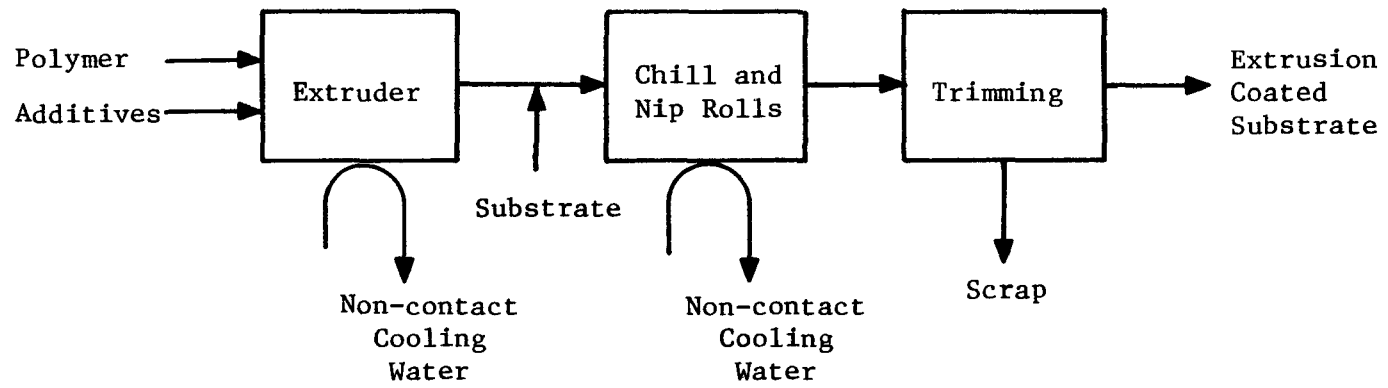 Polymer
Additives
Extruder
Substrate
Chill and
Nip Rolls
Trimming
Extrusion
Coated
Substrate
Non-contact
Cooling
Water
Non-contact
Cooling
Water
Scrap